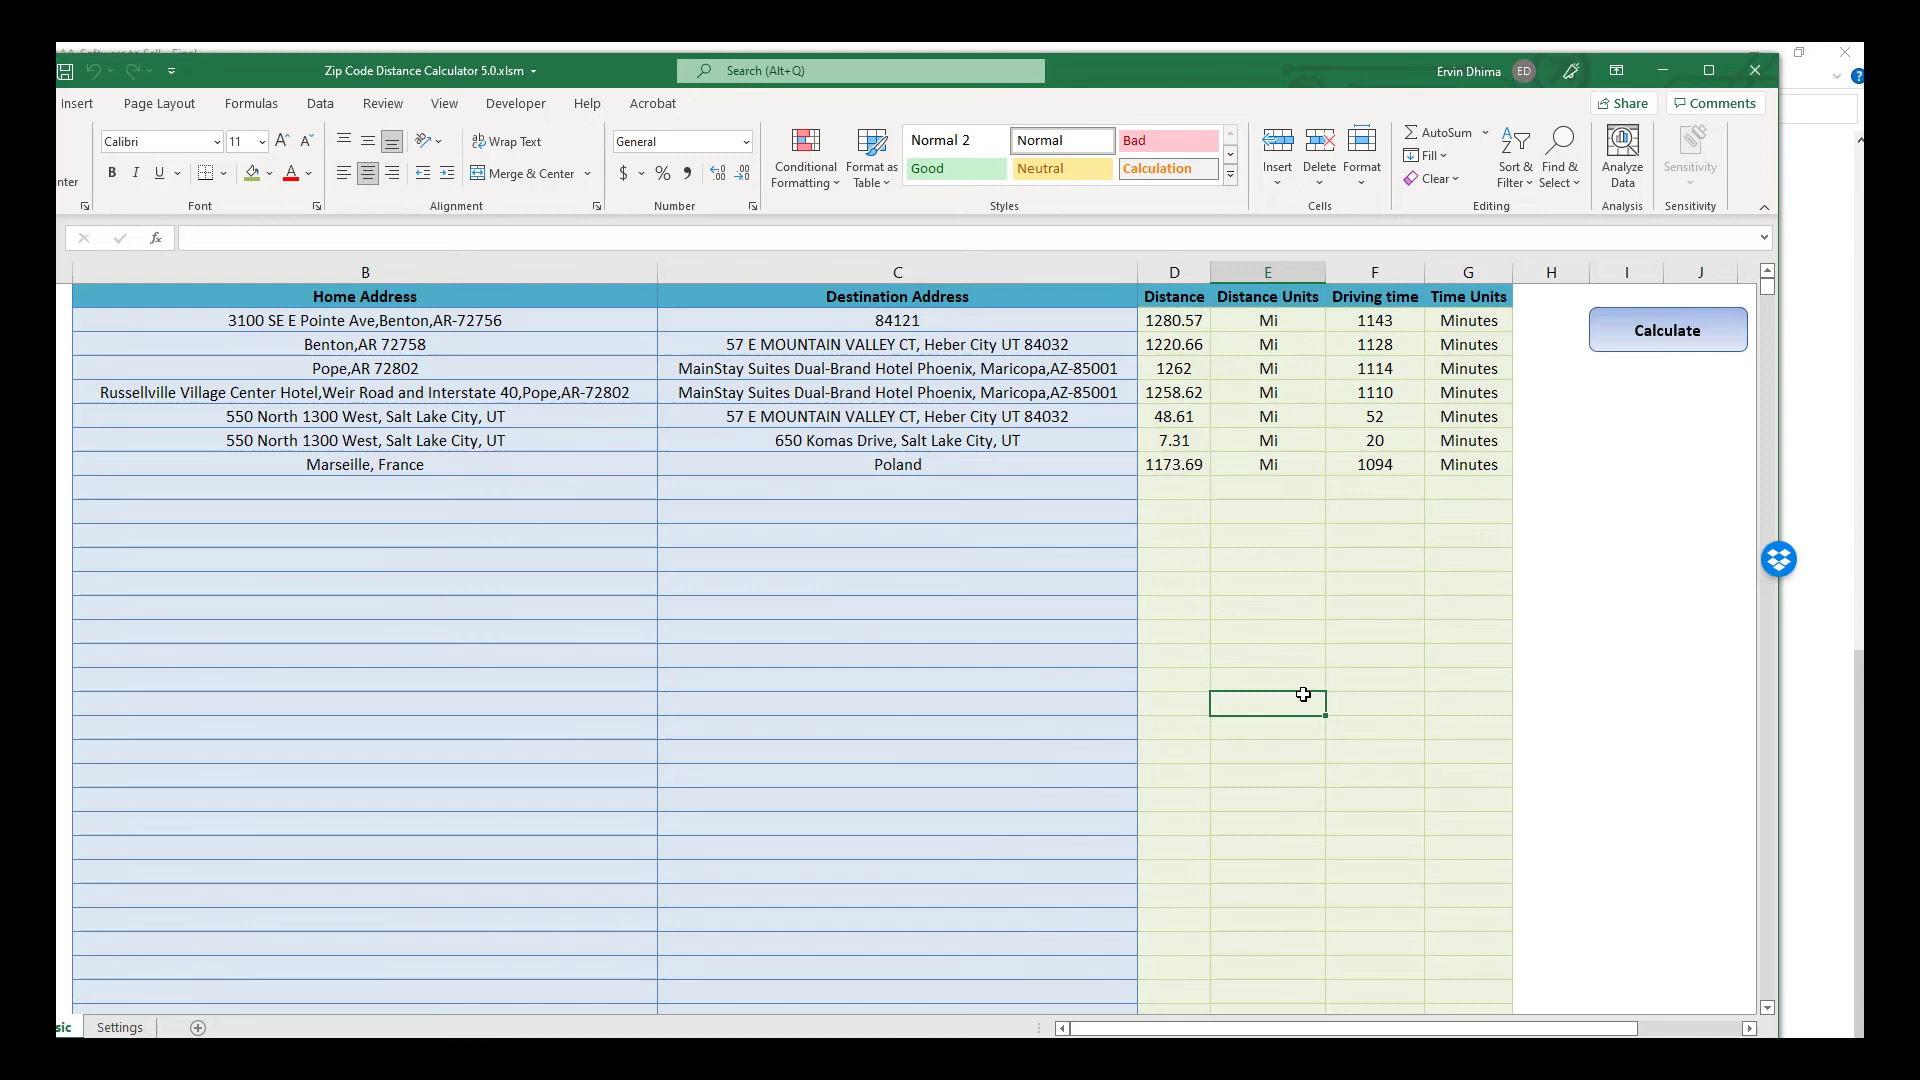 Zip Code Distance Calculator 5.0.xlsm
Search (Alt+Q)
Ervin Dhima ED
Insert Page Layout Formulas Data Review View Developer Help Acrobat Share Comments
Calibri 11 Wrap Text General Normal 2 Normal Bad AutoSum
Conditional Formatting Format as Table Good Neutral Calculation Insert Delete Format Fill Clear Sort & Filter Find & Select Analyze Data Sensitivity
B I U Merge & Center $ %
nter Font Alignment Number Styles Cells Editing Analysis Sensitivity
fx
B C D E F G H I J
Home Address Destination Address Distance Distance Units Driving time Time Units
3100 SE E Pointe Ave,Benton,AR-72756 84121 1280.57 Mi 1143 Minutes
Calculate
Benton,AR 72758 57 E MOUNTAIN VALLEY CT, Heber City UT 84032 1220.66 Mi 1128 Minutes
Pope,AR 72802 MainStay Suites Dual-Brand Hotel Phoenix, Maricopa,AZ-85001 1262 Mi 1114 Minutes
Russellville Village Center Hotel,Weir Road and Interstate 40,Pope,AR-72802 MainStay Suites Dual-Brand Hotel Phoenix, Maricopa,AZ-85001 1258.62 Mi 1110 Minutes
550 North 1300 West, Salt Lake City, UT 57 E MOUNTAIN VALLEY CT, Heber City UT 84032 48.61 Mi 52 Minutes
550 North 1300 West, Salt Lake City, UT 650 Komas Drive, Salt Lake City, UT 7.31 Mi 20 Minutes
Marseille, France Poland 1173.69 Mi 1094 Minutes
sic Settings